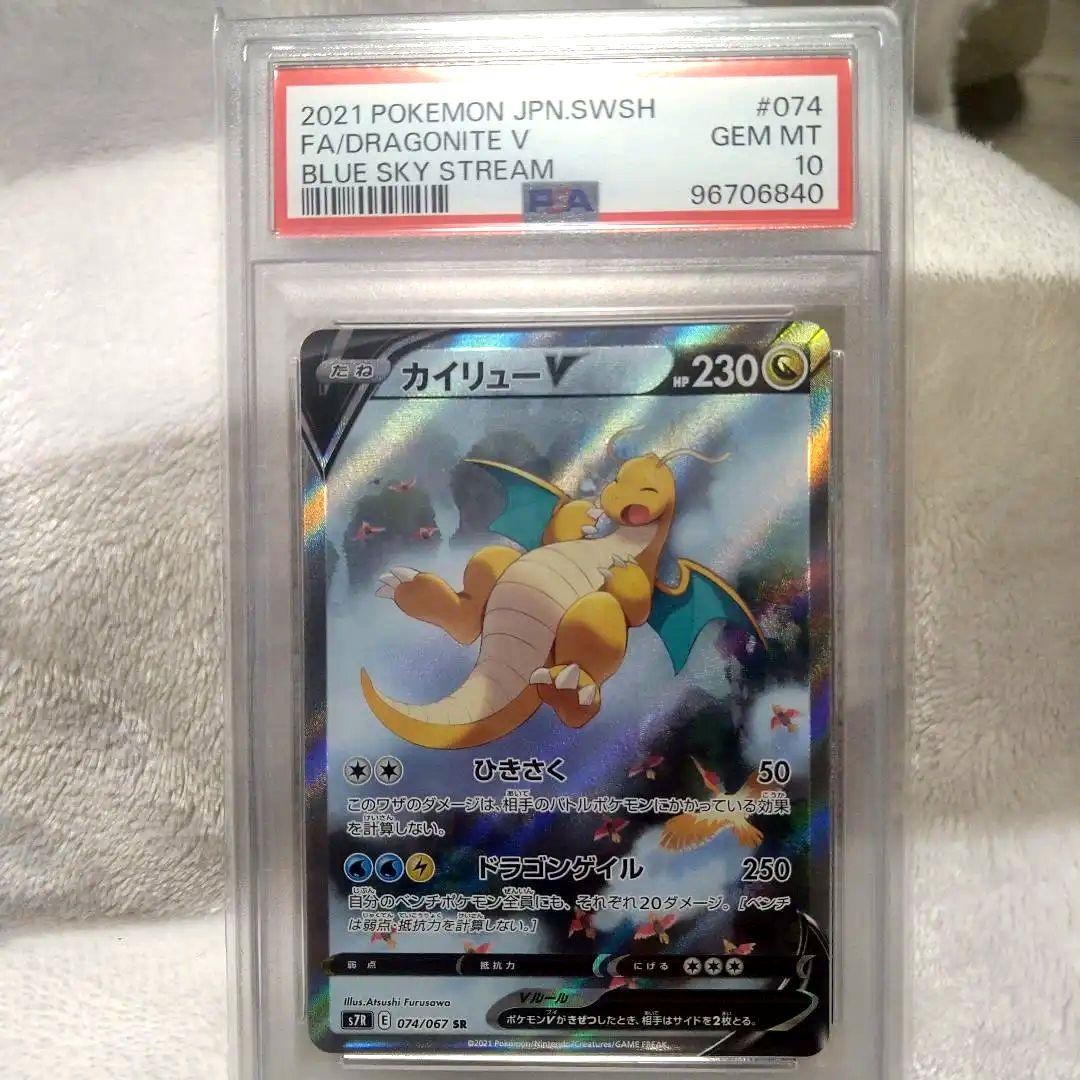 2021 POKEMON JPN.SWSH #074
FA/DRAGONITE V GEM MT
BLUE SKY STREAM 10
PSA 96706840
たね カイリューV HP 230
ひきさく 50
このワザのダメージは、相手のバトルポケモンにかかっている効果
を計算しない。
ドラゴンゲイル 250
自分のベンチポケモン全員にも、それぞれ20ダメージ。[ベンチ
は弱点・抵抗力を計算しない。]
弱点 抵抗力 にげる
Illus.Atsushi Furusawa
Vルール
s7R E 074/067 SR
ポケモンVがきぜつしたとき、相手はサイドを2枚とる。
©2021 Pokémon/Nintendo/Creatures/GAME FREAK.